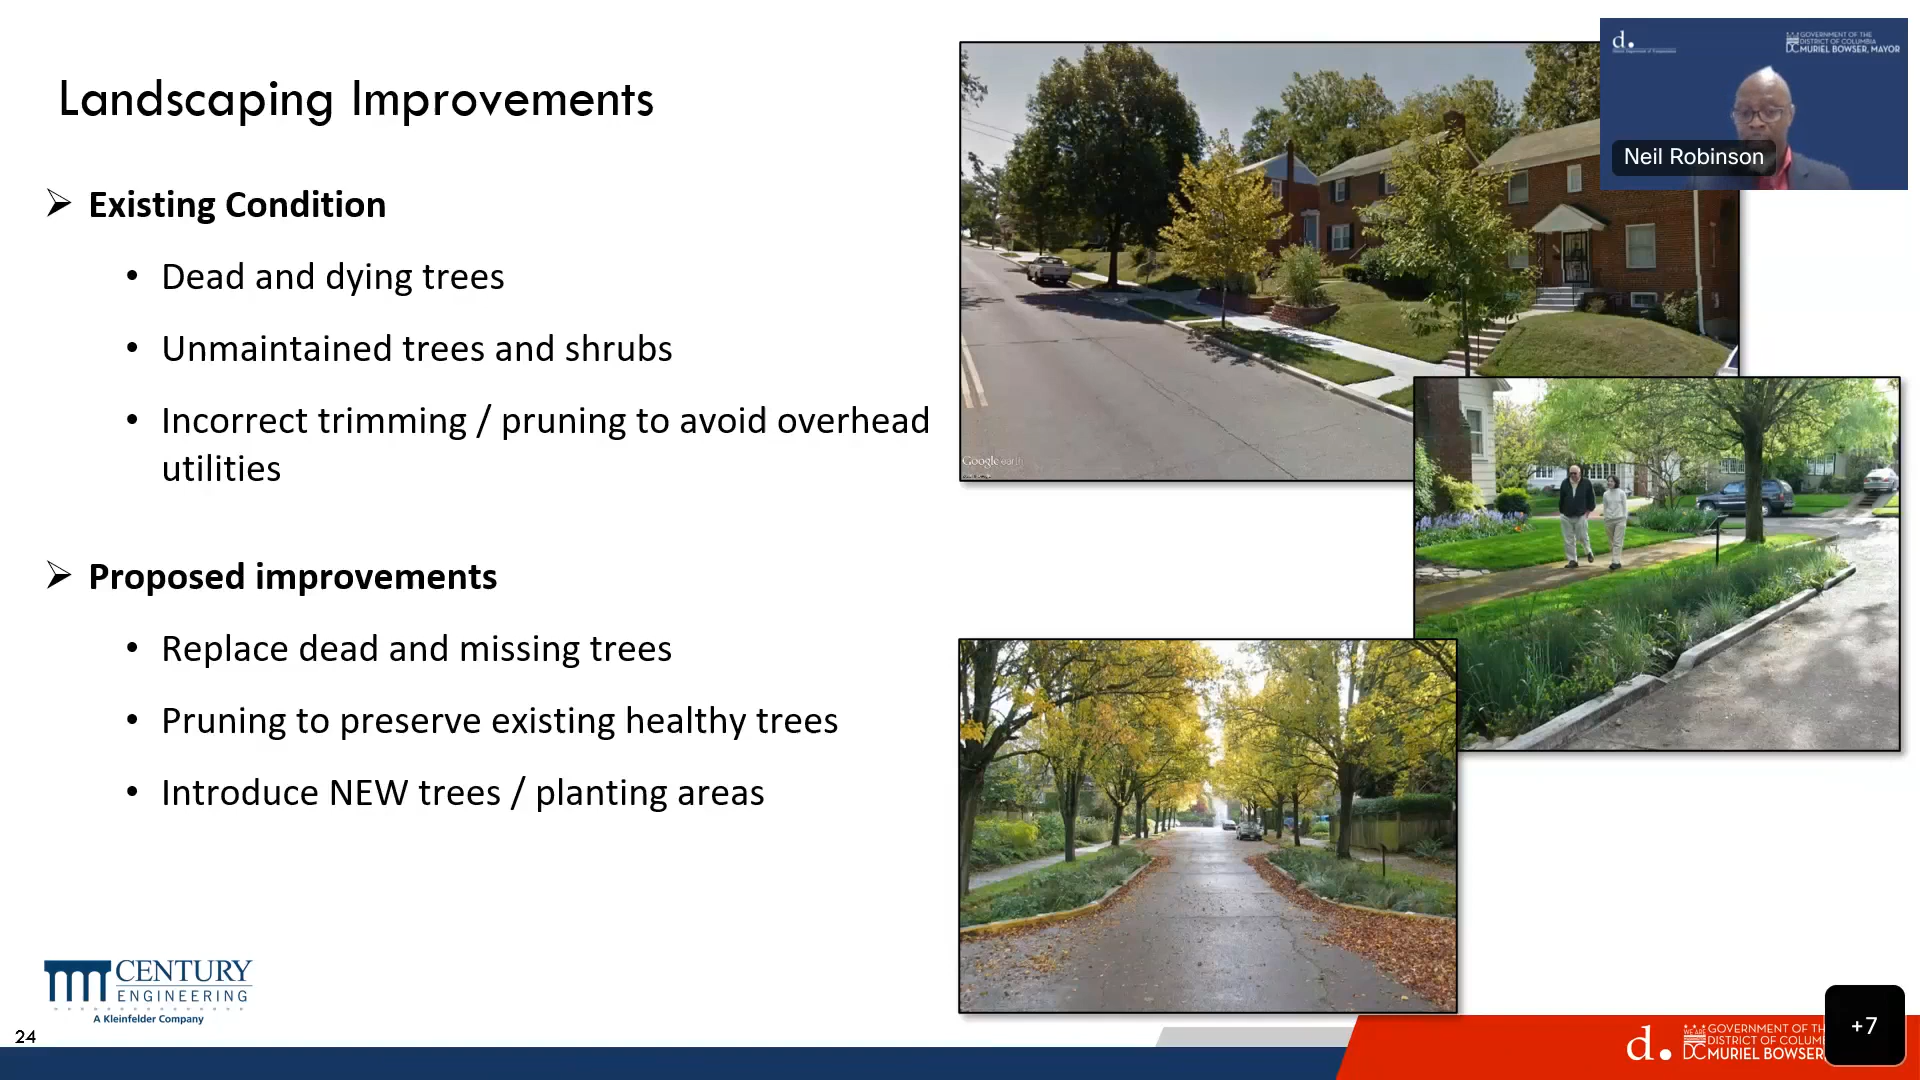 Landscaping Improvements
Existing Condition
• Dead and dying trees
• Unmaintained trees and shrubs
• Incorrect trimming / pruning to avoid overhead
utilities
Proposed improvements
• Replace dead and missing trees
• Pruning to preserve existing healthy trees
• Introduce NEW trees / planting areas
d.
GOVERNMENT OF THE
DISTRICT OF COLUMBIA
DC MURIEL BOWSER, MAYOR
Neil Robinson
Google earth
CENTURY
ENGINEERING
A Kleinfelder Company
24
d.
WE ARE
DC
GOVERNMENT OF TH
DISTRICT OF COLUM
MURIEL BOWSER,
+7